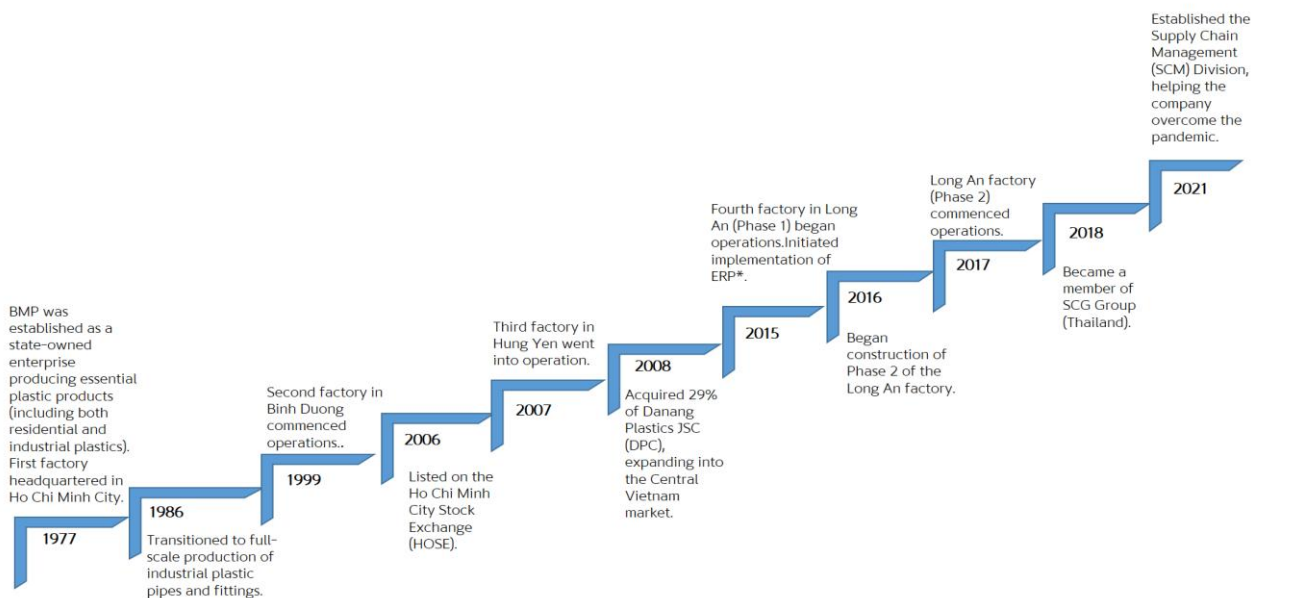 BMP was
established as a
state-owned
enterprise
producing essential
plastic products
(including both
residential and
industrial plastics).
First factory
headquartered in
Ho Chi Minh City.
1977
1986
Transitioned to full-
scale production of
industrial plastic
pipes and fittings.
Second factory in
Binh Duong
commenced
operations..
1999
2006
Listed on the
Ho Chi Minh
City Stock
Exchange
(HOSE).
Third factory in
Hung Yen went
into operation.
2007
2008
Acquired 29%
of Danang
Plastics JSC
(DPC),
expanding into
the Central
Vietnam
market.
Fourth factory in Long
An (Phase 1) began
operations.Initiated
implementation of
ERP*.
2015
2016
Began
construction of
Phase 2 of the
Long An factory.
Long An factory
(Phase 2)
commenced
operations.
2017
2018
Became a
member of
SCG Group
(Thailand).
Established the
Supply Chain
Management
(SCM) Division,
helping the
company
overcome the
pandemic.
2021